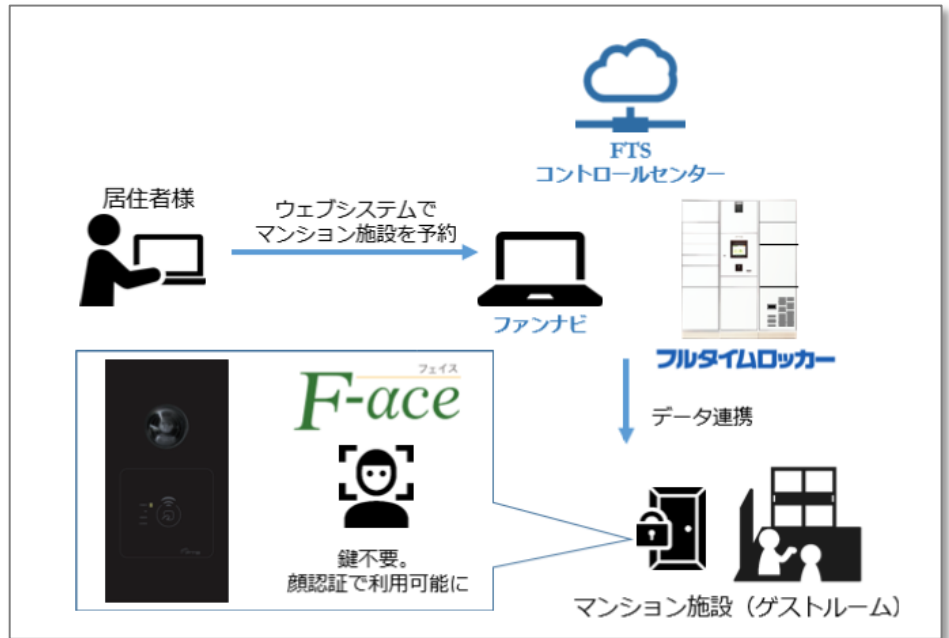 FTS
コントロールセンター
居住者様
ウェブシステムで
マンション施設を予約
ファンナビ
フルタイムロッカー
データ連携
フェイス
F-ace
鍵不要。
顔認証で利用可能に
マンション施設（ゲストルーム）